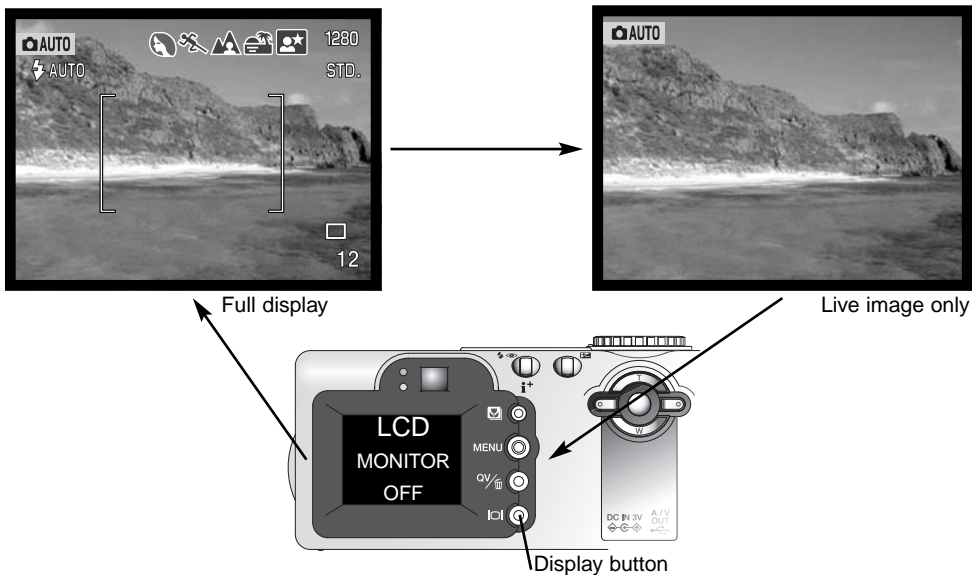 AUTO
1280
AUTO
STD.
12
AUTO
Full display
Live image only
i+
T
W
LCD
MONITOR
OFF
MENU
QV/
DC IN 3V
A / V
OUT
Display button